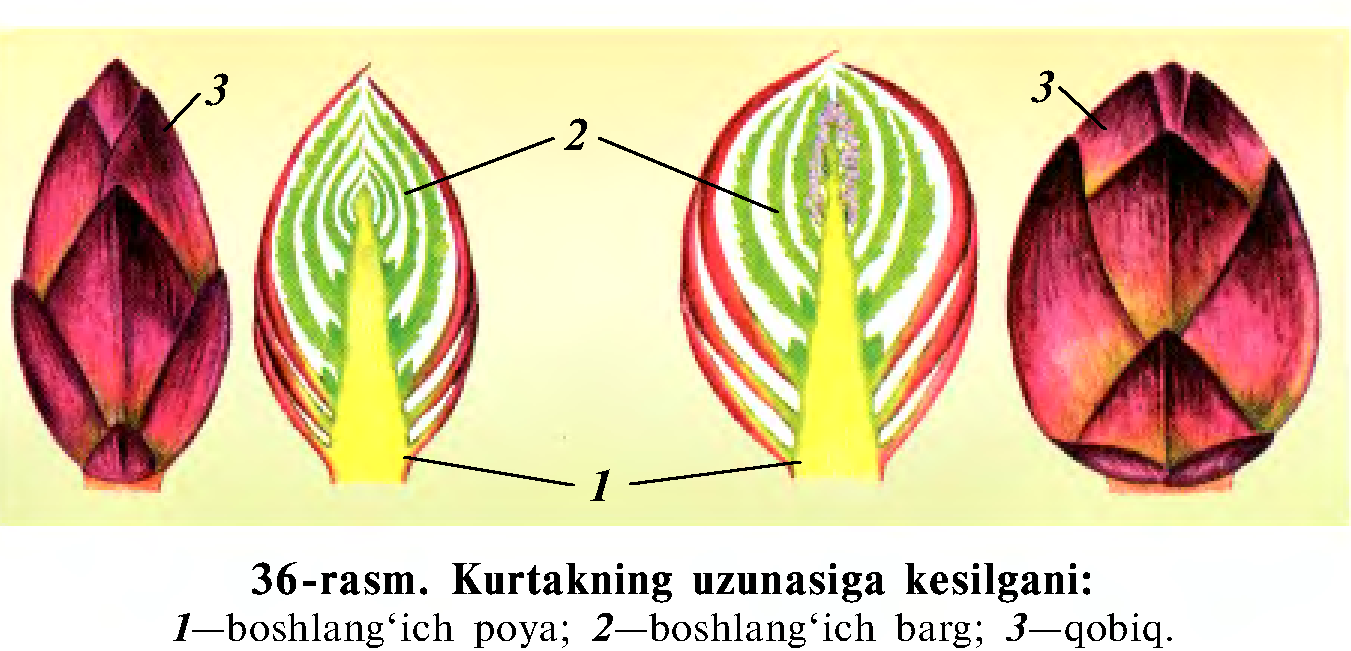 3
2
3
1
36-rasm. Kurtakning uzunasiga kesilgani:
1—boshlang‘ich poya; 2—boshlang‘ich barg; 3—qobiq.